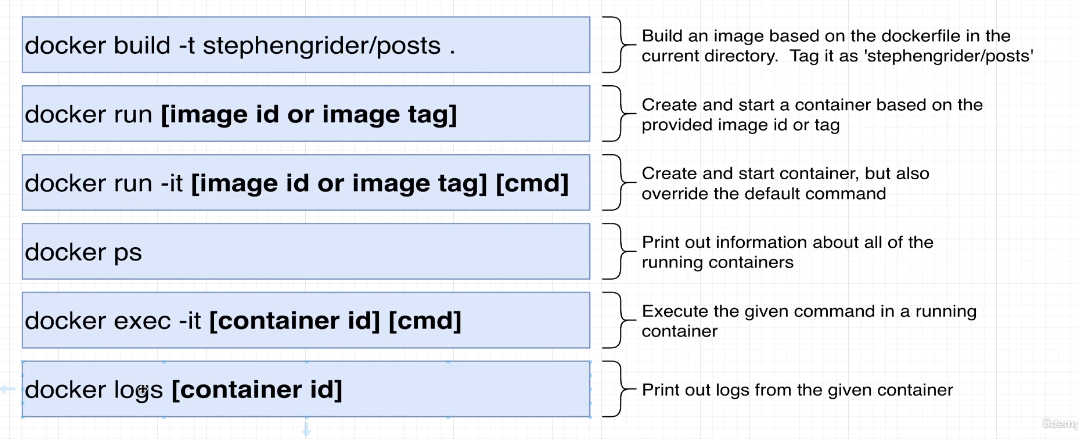 docker build -t stephengrider/posts .
Build an image based on the dockerfile in the
current directory.  Tag it as 'stephengrider/posts'
docker run [image id or image tag]
Create and start a container based on the
provided image id or tag
docker run -it [image id or image tag] [cmd]
Create and start container, but also
override the default command
docker ps
Print out information about all of the
running containers
docker exec -it [container id] [cmd]
Execute the given command in a running
container
docker logs [container id]
Print out logs from the given container
Udemy